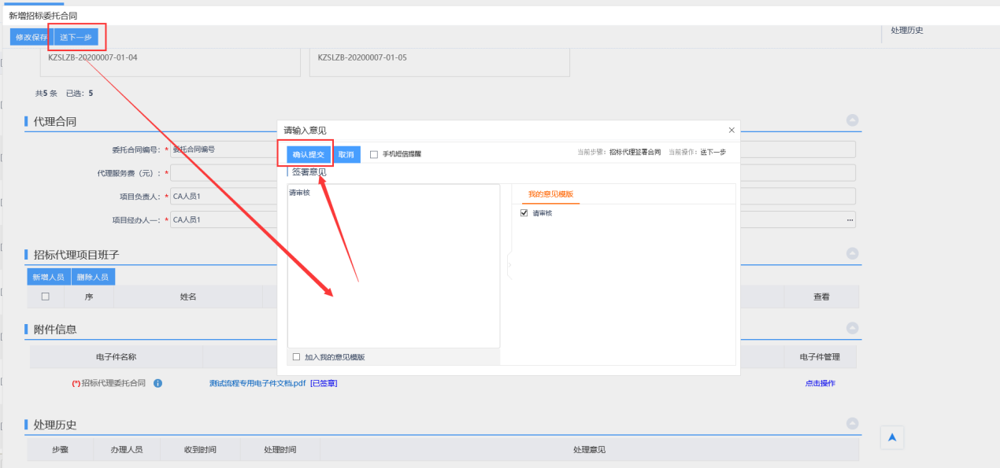 新增招标委托合同
修改保存 送下一步
处理历史
KZSLZB-20200007-01-04
KZSLZB-20200007-01-05
共5 条 已选：5
代理合同
委托合同编号：* 委托合同编号
代理服务费（元）：*
项目负责人：* CA人员1
项目经办人一：* CA人员1
...
请输入意见
×
确认提交 取消 手机短信提醒
当前步骤：招标代理签署合同 当前操作：送下一步
签署意见
请审核
我的意见模版
请审核
加入我的意见模版
招标代理项目班子
新增人员 删除人员
序 姓名 查看
附件信息
电子件名称 电子件管理
(*)招标代理委托合同 测试流程专用电子件文档.pdf [已签章] 点击操作
处理历史
步骤 办理人员 收到时间 处理时间 处理意见